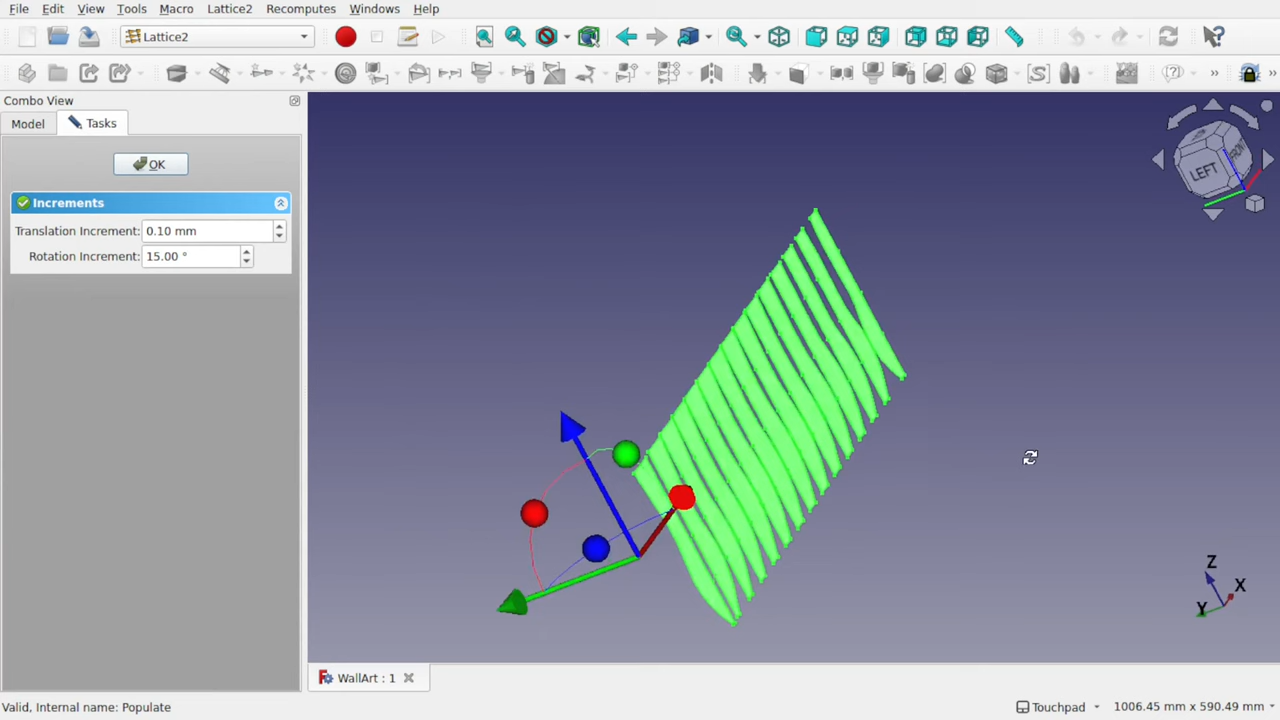 File Edit View Tools Macro Lattice2 Recomputes Windows Help
Lattice2
Combo View
Model Tasks
OK
Increments
Translation Increment: 0.10 mm
Rotation Increment: 15.00 °
LEFT
FRONT
Z
X
Y
WallArt : 1
Valid, Internal name: Populate
Touchpad
1006.45 mm x 590.49 mm